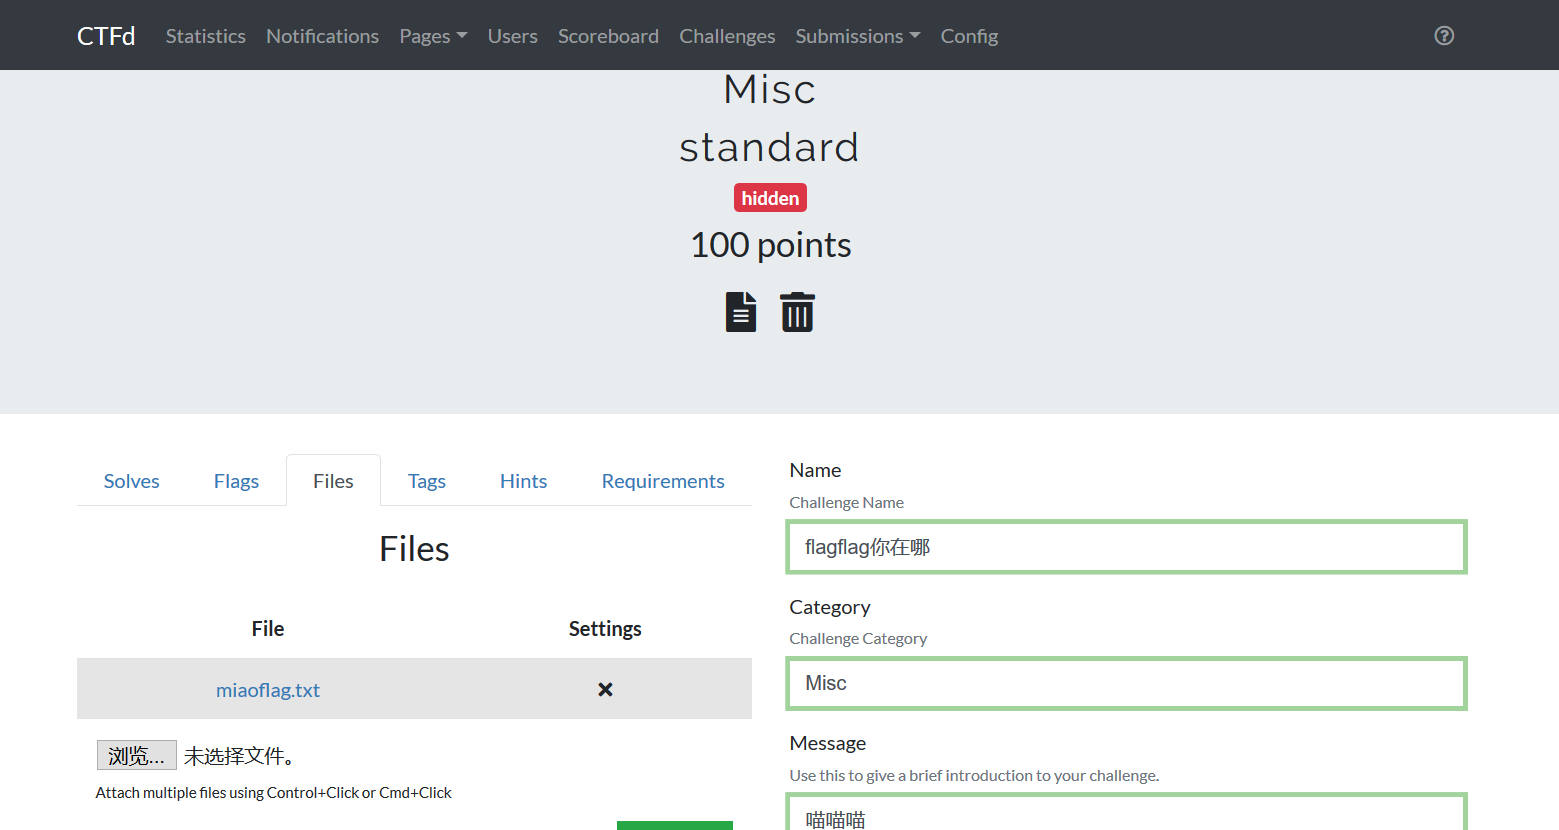 CTFd Statistics Notifications Pages Users Scoreboard Challenges Submissions Config
Misc
standard
hidden
100 points
Solves Flags Files Tags Hints Requirements
Files
File Settings
miaoflag.txt
浏览... 未选择文件。
Attach multiple files using Control+Click or Cmd+Click
Name
Challenge Name
flagflag你在哪
Category
Challenge Category
Misc
Message
Use this to give a brief introduction to your challenge.
喵喵喵